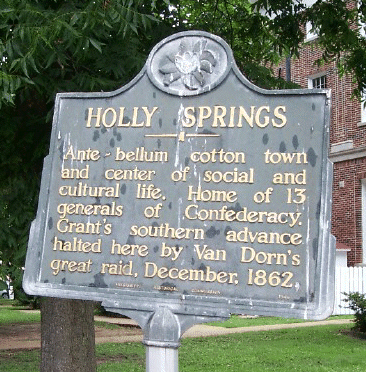 HOLLY SPRINGS
Ante-bellum cotton town
and center of social and
cultural life. Home of 13
generals of Confederacy.
Grant's southern advance
halted here by Van Dorn's
great raid, December, 1862.